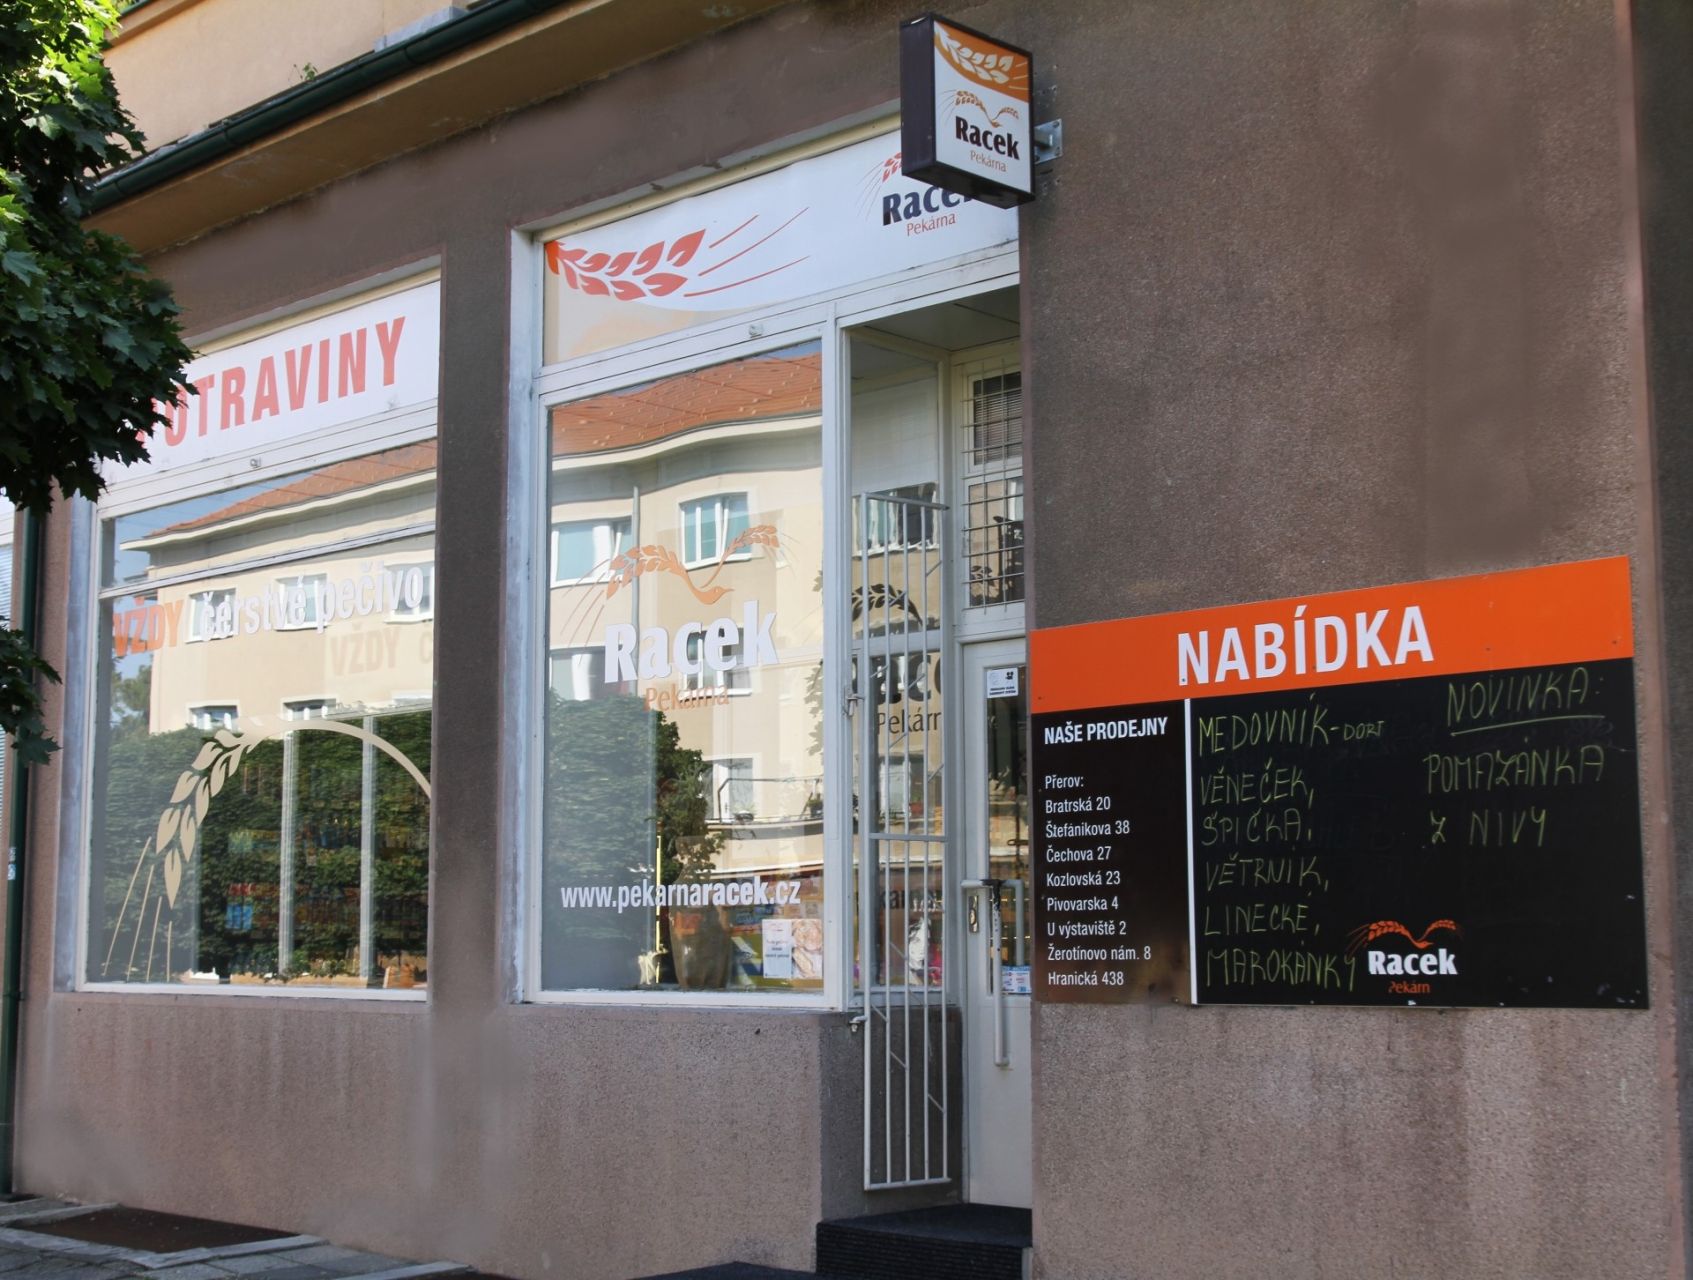 Racek
Pekárna
Racek
Pekárna
POTRAVINY
VŽDY čerstvé pečivo
Racek
Pekárna
www.pekarnaracek.cz
Pekárna
NABÍDKA
NAŠE PRODEJNY
Přerov:
Bratrská 20
Štefánikova 38
Čechova 27
Kozlovská 23
Pivovarska 4
U výstaviště 2
Žerotínovo nám. 8
Hranická 438
MEDOVNÍK-DORT
VĚNEČEK,
ŠPIČKA,
VĚTRNÍK,
LINECKÉ,
MAROKÁNKY
NOVINKA:
POMAZÁNKA
Z NIVY
Racek
Pekárn